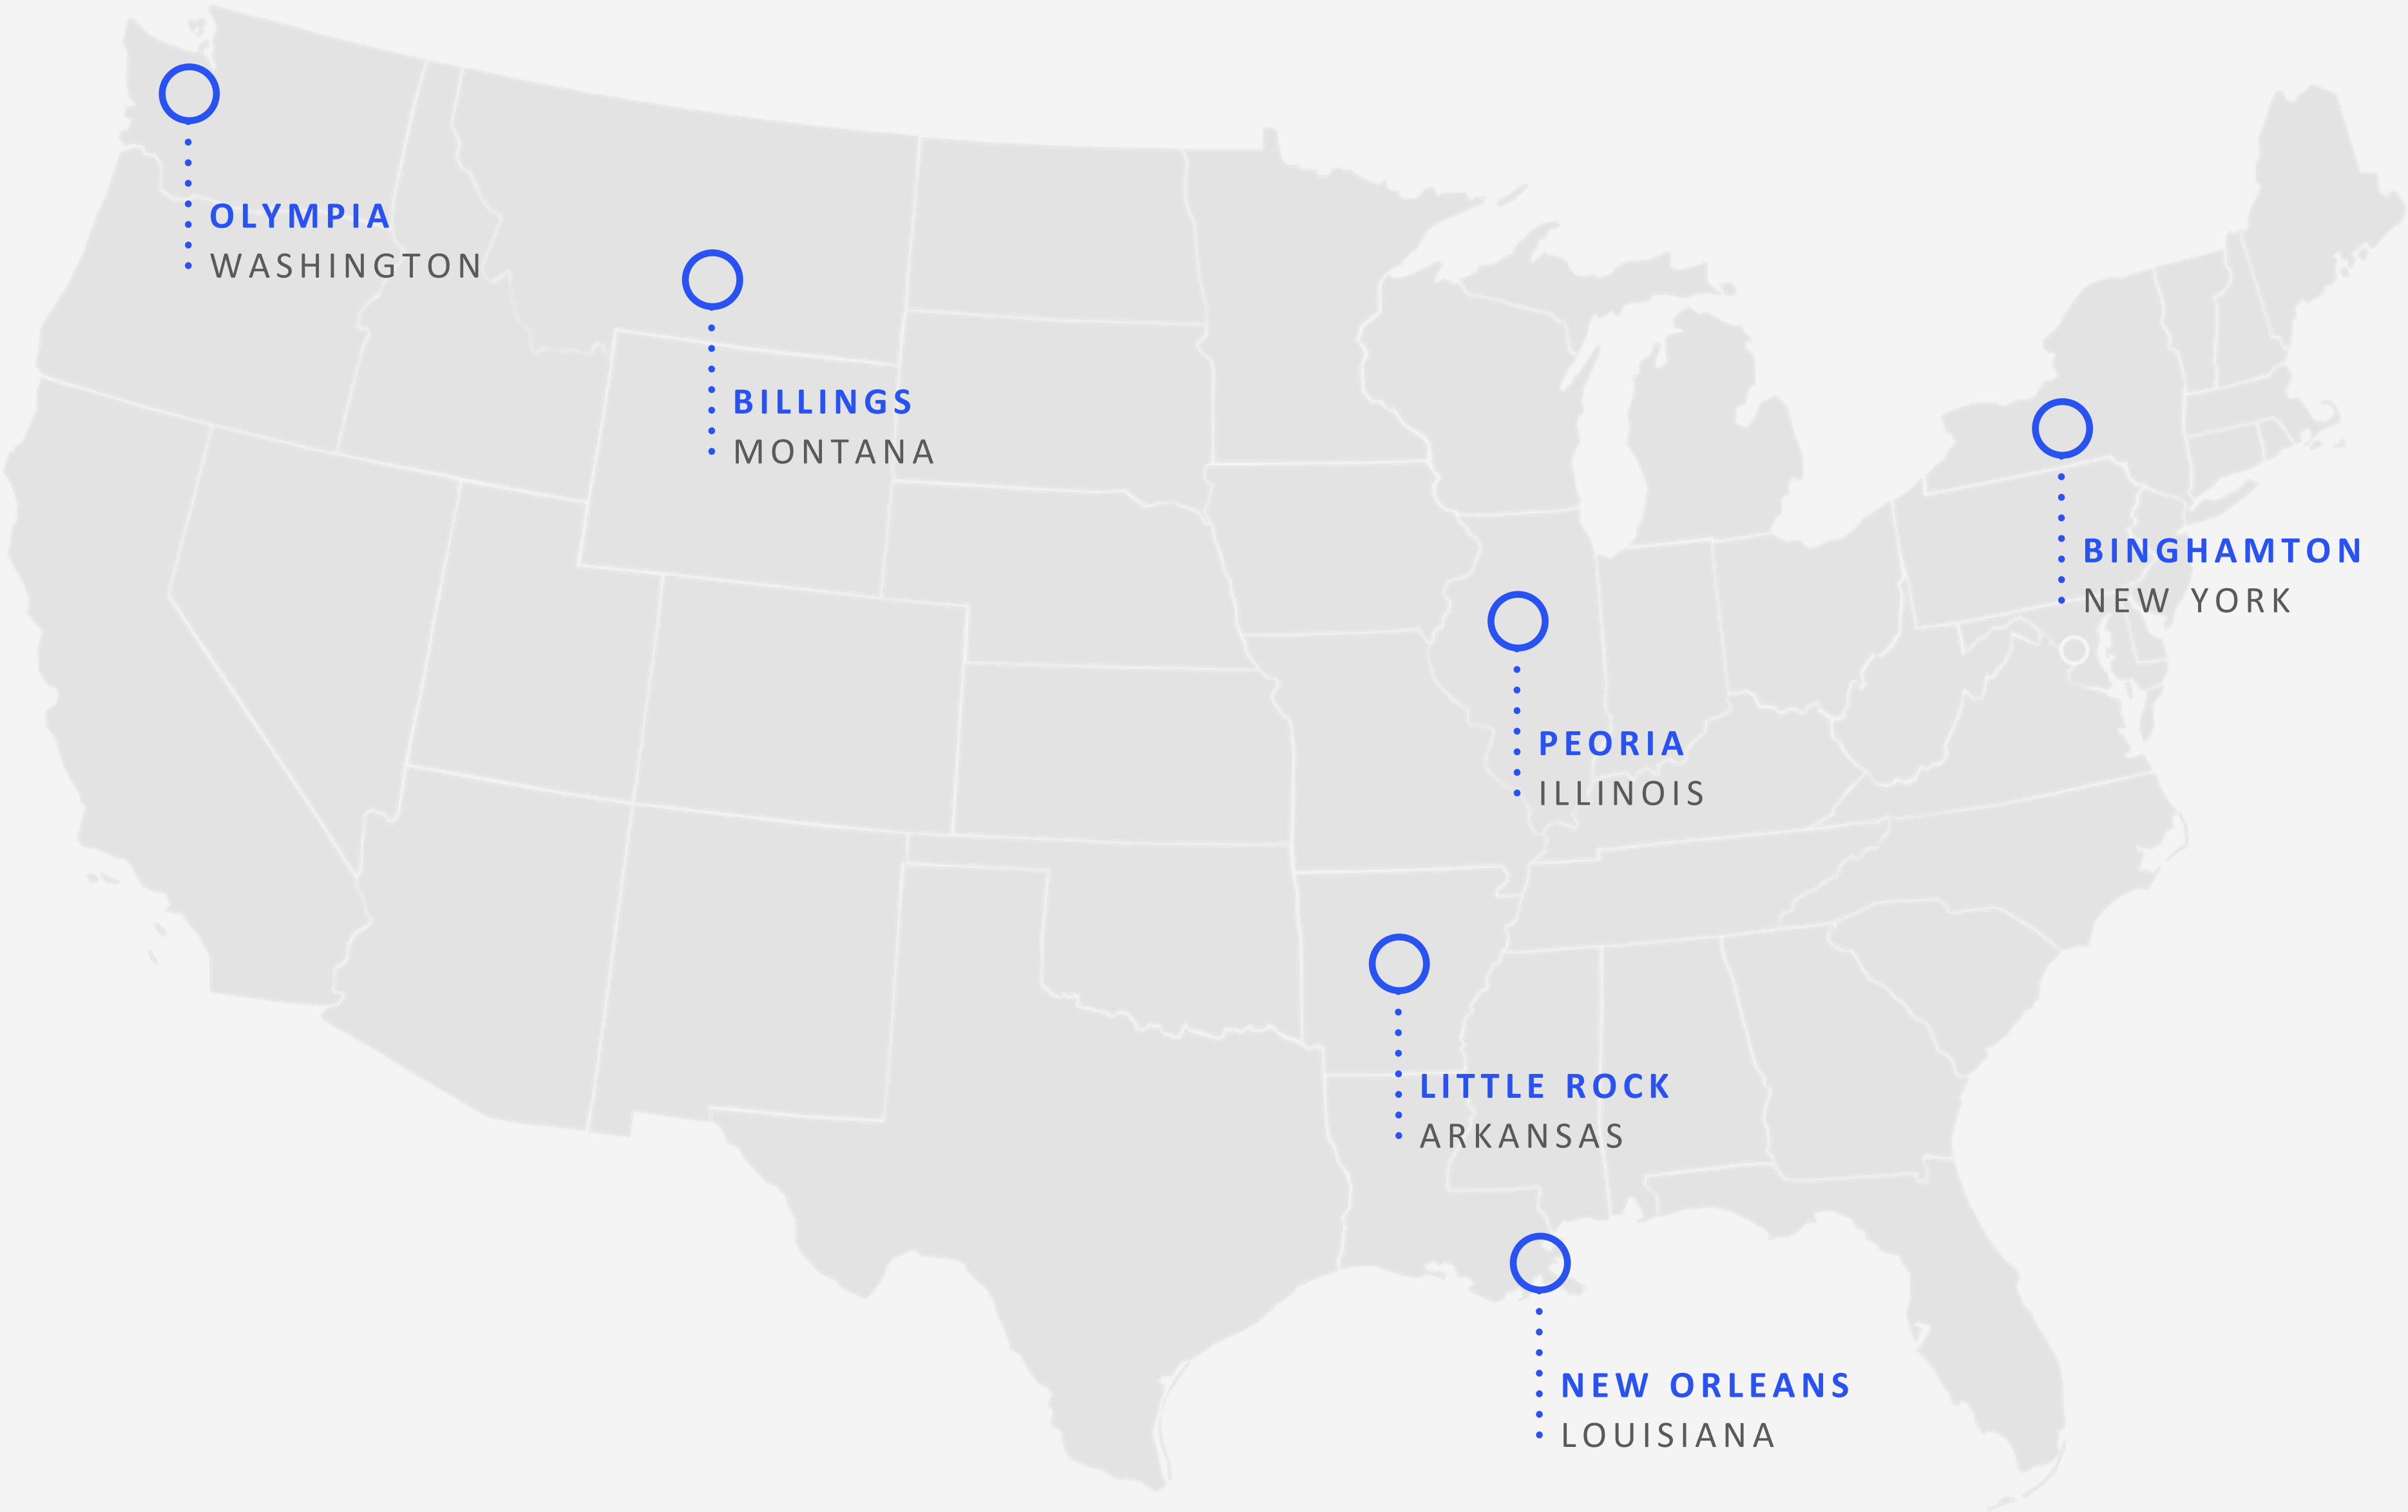 OLYMPIA
WASHINGTON
BILLINGS
MONTANA
BINGHAMTON
NEW YORK
PEORIA
ILLINOIS
LITTLE ROCK
ARKANSAS
NEW ORLEANS
LOUISIANA